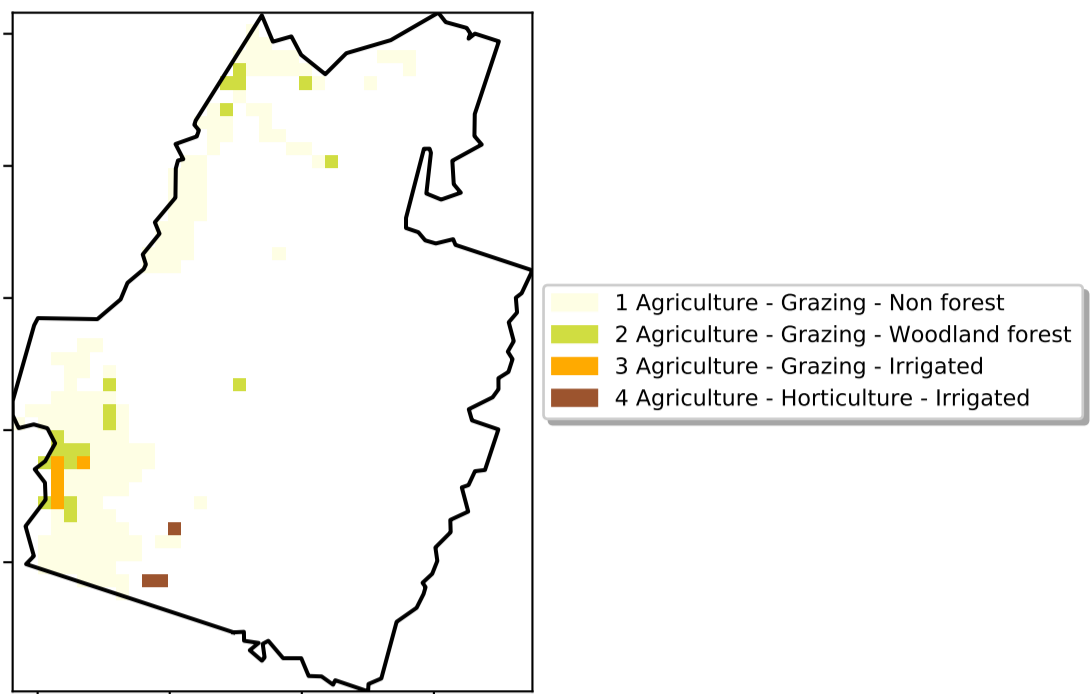 1 Agriculture - Grazing - Non forest
2 Agriculture - Grazing - Woodland forest
3 Agriculture - Grazing - Irrigated
4 Agriculture - Horticulture - Irrigated